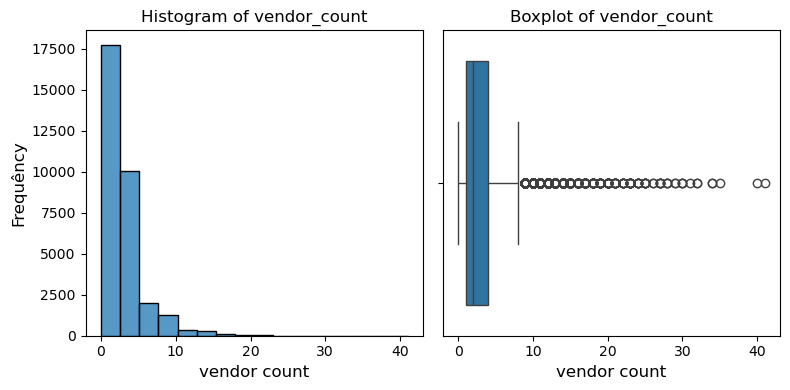 Histogram of vendor_count
Boxplot of vendor_count
17500
15000
12500
10000
7500
5000
2500
0
Frequêncy
0 10 20 30 40
0 10 20 30 40
vendor count
vendor count